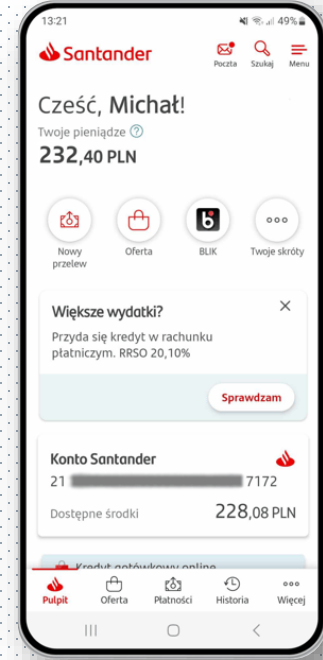 13:21 49%
Santander
Poczta Szukaj Menu
Cześć, Michał!
Twoje pieniądze ?
232,40 PLN
Nowy przelew Oferta BLIK Twoje skróty
Większe wydatki?
Przyda się kredyt w rachunku
płatniczym. RRSO 20,10%
Sprawdzam
Konto Santander
21 7172
Dostępne środki 228,08 PLN
Kredyt gotówkowy online
Pulpit Oferta Płatności Historia Więcej